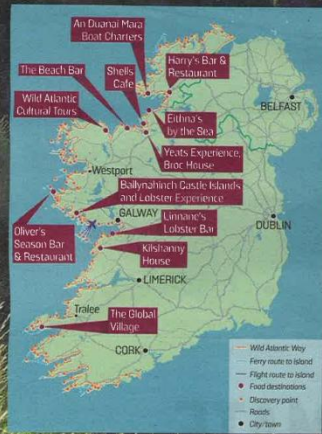 An Duanai Mara
Boat Charters
The Beach Bar
Shells
Cafe
Harry's Bar &
Restaurant
Wild Atlantic
Cultural Tours
BELFAST
Eithna's
by the Sea
Yeats Experience,
Broc House
Westport
Ballynahinch Castle Islands
and Lobster Experience
GALWAY
Linnane's
Lobster Bar
DUBLIN
Oliver's
Season Bar
& Restaurant
Kilshanny
House
LIMERICK
Tralee
The Global
Village
CORK
Wild Atlantic Way
Ferry route to island
Flight route to island
Food destinations
Discovery point
Roads
City/town